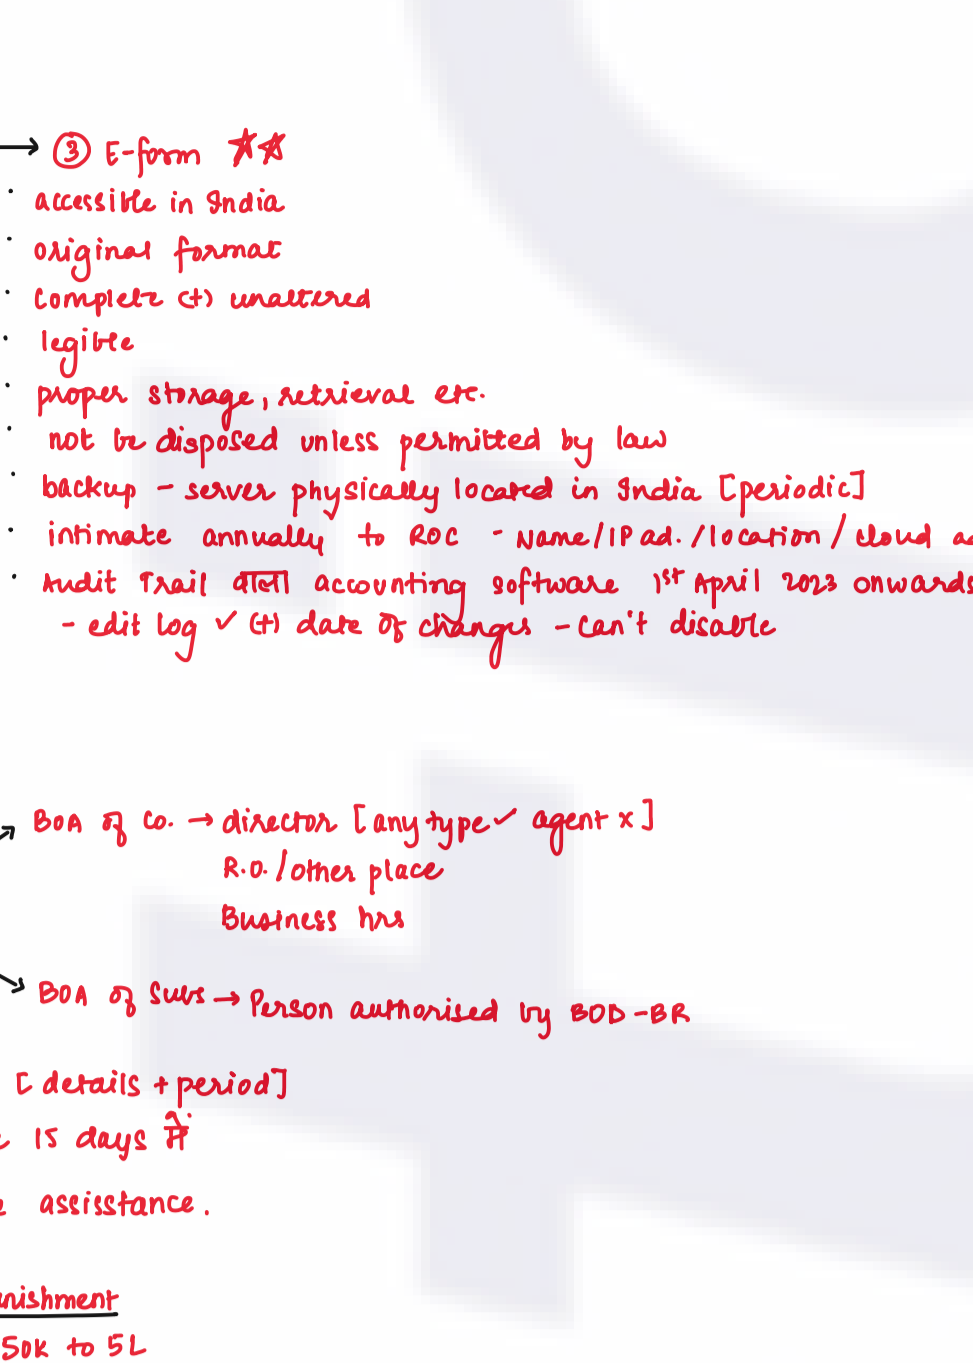 → ③ E-form ☆☆
· accessible in India
· original format
· complete (+) unaltered
· legible
· proper storage, retrieval etc.
· not be disposed unless permitted by law
· backup - server physically located in India [periodic]
· intimate annually to ROC - Name/IP ad./location/cloud
· Audit Trail वाला accounting software 1st April 2023 onwards
- edit log ✓ (+) date of changes - can't disable
BOA of Co. → director [any type ✓ agent x]
R.O./other place
Business hrs
BOA of Subs → Person authorised by BOD-BR
[details + period]
15 days में
assisstance.
nishment
50K to 5L